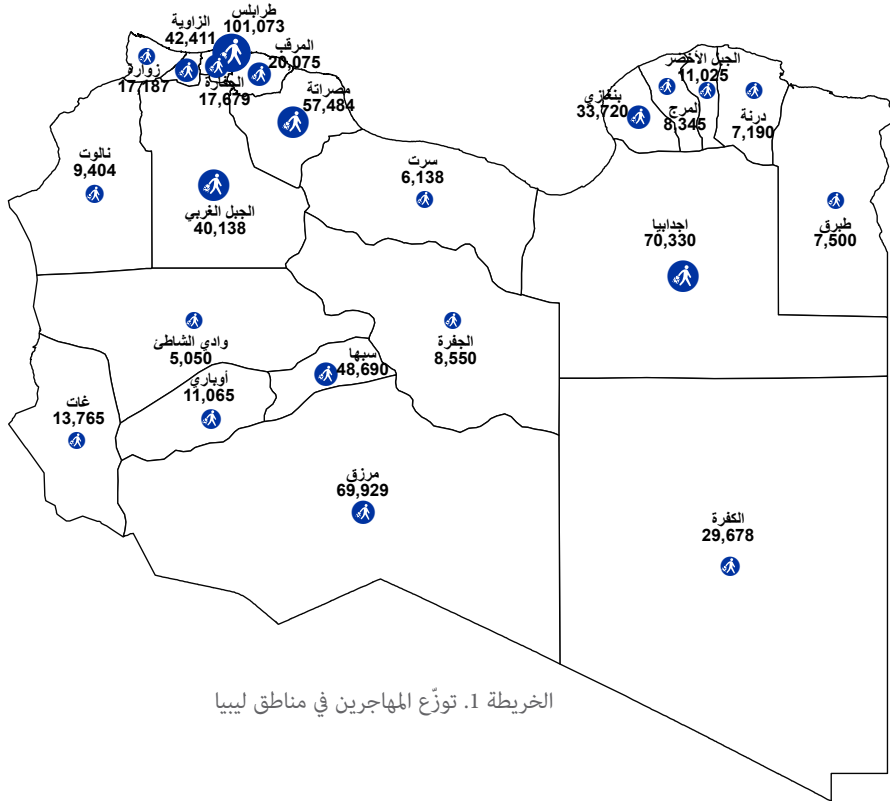 طرابلس
101,073
الزاوية
42,411
المرقب
20,075
زوارة
17,187
الجفارة
17,679
مصراتة
57,484
الجبل الأخضر
11,025
بنغازي
33,720
لمرج
8,345
درنة
7,190
نالوت
9,404
سرت
6,138
الجبل الغربي
40,138
اجدابيا
70,330
طبرق
7,500
وادي الشاطئ
5,050
الجفرة
8,550
سبها
48,690
أوباري
11,065
غات
13,765
مرزق
69,929
الكفرة
29,678
الخريطة 1. توزّع المهاجرين في مناطق ليبيا